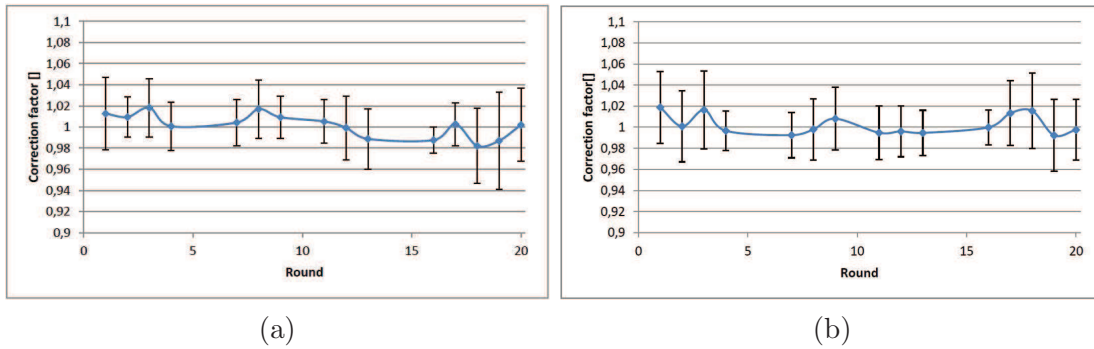 1,1
1,08
1,06
1,04
1,02
1
0,98
0,96
0,94
0,92
0,9
Correction factor []
0 5 10 15 20
Round
(a)
1,1
1,08
1,06
1,04
1,02
1
0,98
0,96
0,94
0,92
0,9
Correction factor[]
0 5 10 15 20
Round
(b)